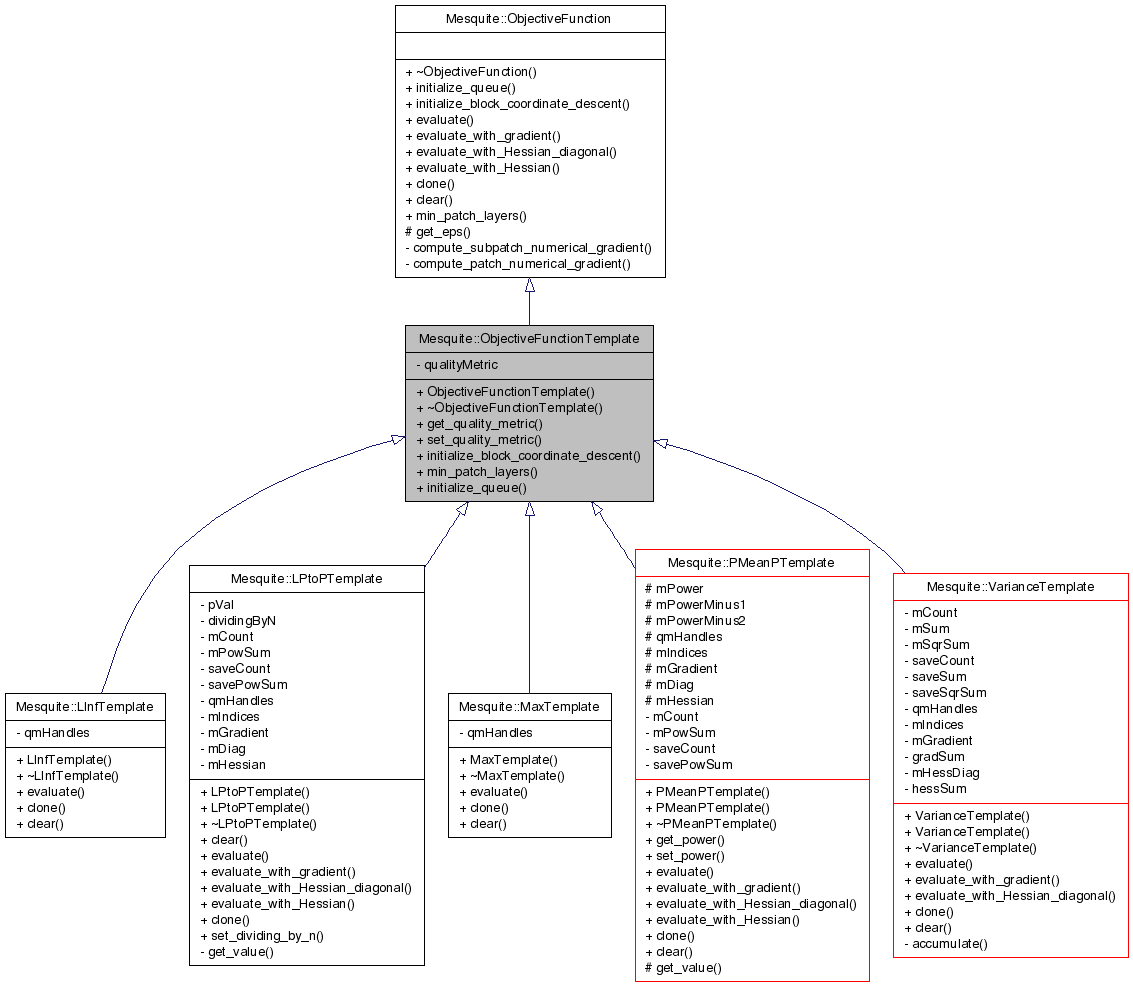 Mesquite::ObjectiveFunction
+ ~ObjectiveFunction()
+ initialize_queue()
+ initialize_block_coordinate_descent()
+ evaluate()
+ evaluate_with_gradient()
+ evaluate_with_Hessian_diagonal()
+ evaluate_with_Hessian()
+ clone()
+ clear()
+ min_patch_layers()
# get_eps()
- compute_subpatch_numerical_gradient()
- compute_patch_numerical_gradient()
Mesquite::ObjectiveFunctionTemplate
- qualityMetric
+ ObjectiveFunctionTemplate()
+ ~ObjectiveFunctionTemplate()
+ get_quality_metric()
+ set_quality_metric()
+ initialize_block_coordinate_descent()
+ min_patch_layers()
+ initialize_queue()
Mesquite::LInfTemplate
- qmHandles
+ LInfTemplate()
+ ~LInfTemplate()
+ evaluate()
+ clone()
+ clear()
Mesquite::LPtoPTemplate
- pVal
- dividingByN
- mCount
- mPowSum
- saveCount
- savePowSum
- qmHandles
- mIndices
- mGradient
- mDiag
- mHessian
+ LPtoPTemplate()
+ LPtoPTemplate()
+ ~LPtoPTemplate()
+ clear()
+ evaluate()
+ evaluate_with_gradient()
+ evaluate_with_Hessian_diagonal()
+ evaluate_with_Hessian()
+ clone()
+ set_dividing_by_n()
- get_value()
Mesquite::MaxTemplate
- qmHandles
+ MaxTemplate()
+ ~MaxTemplate()
+ evaluate()
+ clone()
+ clear()
Mesquite::PMeanPTemplate
# mPower
# mPowerMinus1
# mPowerMinus2
# qmHandles
# mIndices
# mGradient
# mDiag
# mHessian
- mCount
- mPowSum
- saveCount
- savePowSum
+ PMeanPTemplate()
+ PMeanPTemplate()
+ ~PMeanPTemplate()
+ get_power()
+ set_power()
+ evaluate()
+ evaluate_with_gradient()
+ evaluate_with_Hessian_diagonal()
+ evaluate_with_Hessian()
+ clone()
+ clear()
# get_value()
Mesquite::VarianceTemplate
- mCount
- mSum
- mSqrSum
- saveCount
- saveSum
- saveSqrSum
- qmHandles
- mIndices
- mGradient
- gradSum
- mHessDiag
- hessSum
+ VarianceTemplate()
+ VarianceTemplate()
+ ~VarianceTemplate()
+ evaluate()
+ evaluate_with_gradient()
+ evaluate_with_Hessian_diagonal()
+ clone()
+ clear()
- accumulate()